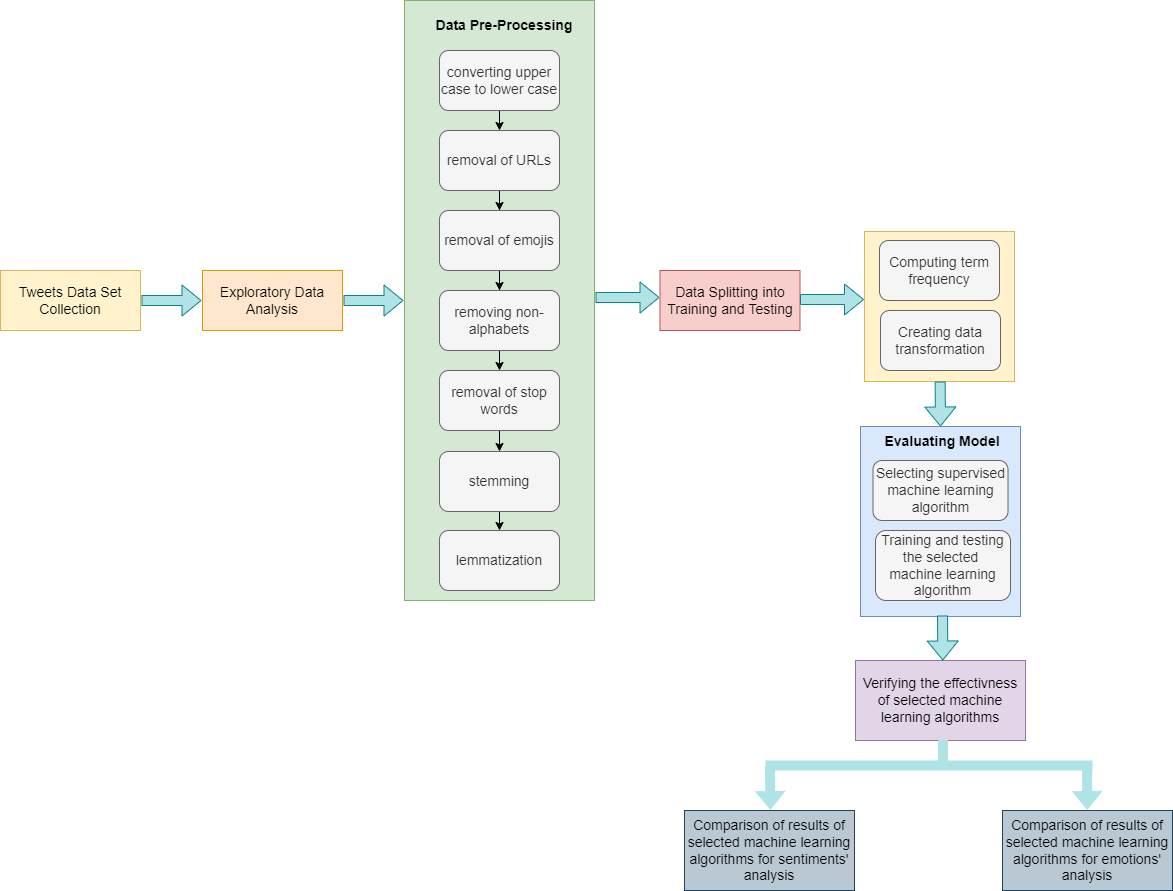 Tweets Data Set
Collection
Exploratory Data
Analysis
Data Pre-Processing
converting upper
case to lower case
removal of URLs
removal of emojis
removing non-
alphabets
removal of stop
words
stemming
lemmatization
Data Splitting into
Training and Testing
Computing term
frequency
Creating data
transformation
Evaluating Model
Selecting supervised
machine learning
algorithm
Training and testing
the selected
machine learning
algorithm
Verifying the effectivness
of selected machine
learning algorithms
Comparison of results of
selected machine learning
algorithms for sentiments'
analysis
Comparison of results of
selected machine learning
algorithms for emotions'
analysis